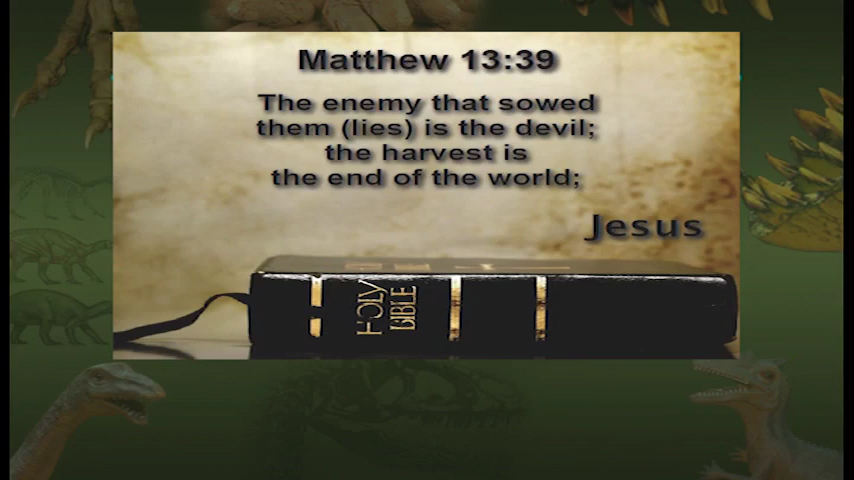 Matthew 13:39
The enemy that sowed
them (lies) is the devil;
the harvest is
the end of the world;
Jesus
HOLY
BIBLE